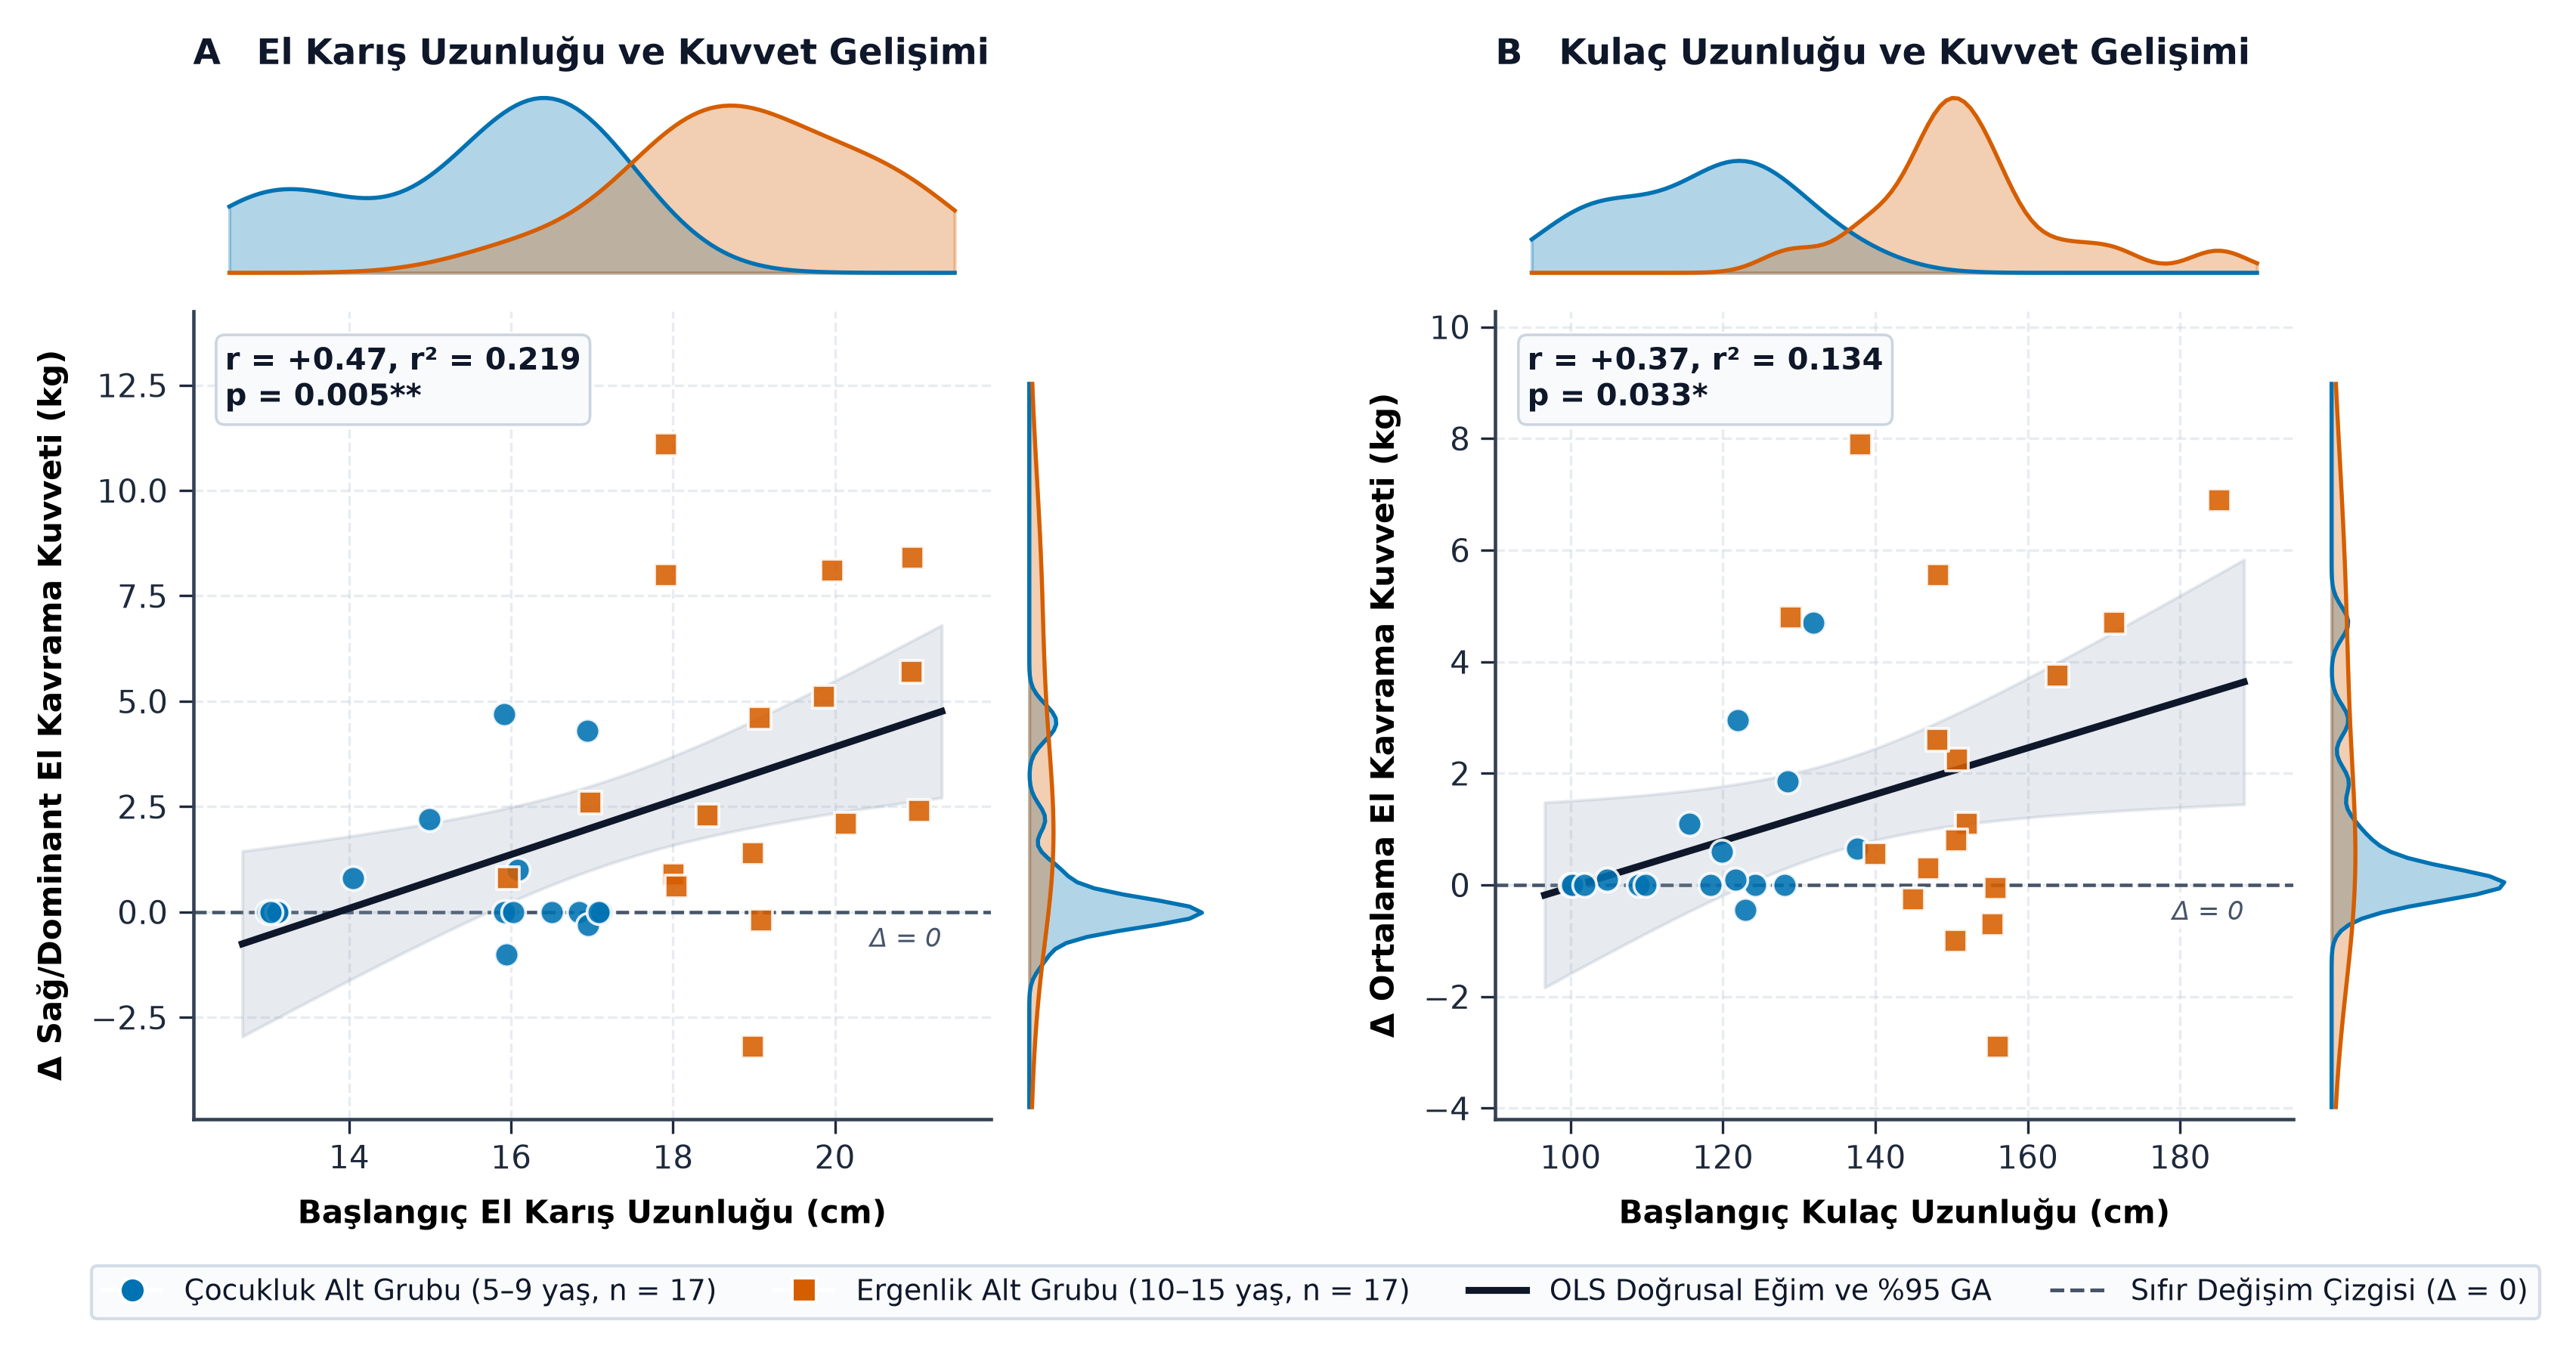 A El Karış Uzunluğu ve Kuvvet Gelişimi
r = +0.47, r² = 0.219
p = 0.005**
Δ Sağ/Dominant El Kavrama Kuvveti (kg)
12.5
10.0
7.5
5.0
2.5
0.0
−2.5
Δ = 0
14 16 18 20
Başlangıç El Karış Uzunluğu (cm)
B Kulaç Uzunluğu ve Kuvvet Gelişimi
r = +0.37, r² = 0.134
p = 0.033*
Δ Ortalama El Kavrama Kuvveti (kg)
10
8
6
4
2
0
−2
−4
Δ = 0
100 120 140 160 180
Başlangıç Kulaç Uzunluğu (cm)
Çocukluk Alt Grubu (5–9 yaş, n = 17) Ergenlik Alt Grubu (10–15 yaş, n = 17) OLS Doğrusal Eğim ve %95 GA Sıfır Değişim Çizgisi (Δ = 0)